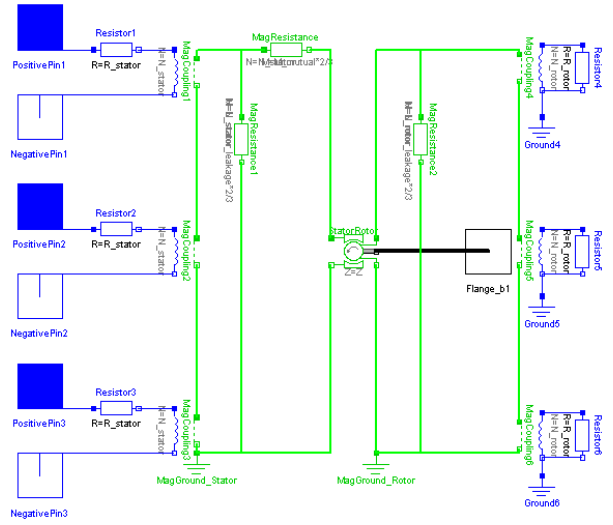 Resistor1
PositivePin1
R=R_stator
N=N_stator
MagCoupling1
NegativePin1
MagResistance
MagResistance1
MagResistance2
MagCoupling4
N=N_rotor
R=R_rotor
Resistor4
Ground4
Resistor2
PositivePin2
R=R_stator
N=N_stator
MagCoupling2
NegativePin2
StatorRotor
Z=Z
Flange_b1
MagCoupling5
N=N_rotor
R=R_rotor
Resistor5
Ground5
Resistor3
PositivePin3
R=R_stator
N=N_stator
MagCoupling3
NegativePin3
MagGround_Stator
MagGround_Rotor
MagCoupling6
N=N_rotor
R=R_rotor
Resistor6
Ground6